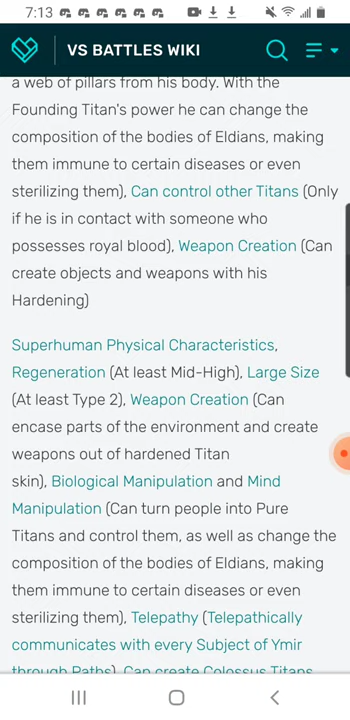 7:13
VS BATTLES WIKI
a web of pillars from his body. With the
Founding Titan's power he can change the
composition of the bodies of Eldians, making
them immune to certain diseases or even
sterilizing them), Can control other Titans (Only
if he is in contact with someone who
possesses royal blood), Weapon Creation (Can
create objects and weapons with his
Hardening)
Superhuman Physical Characteristics,
Regeneration (At least Mid-High), Large Size
(At least Type 2), Weapon Creation (Can
encase parts of the environment and create
weapons out of hardened Titan
skin), Biological Manipulation and Mind
Manipulation (Can turn people into Pure
Titans and control them, as well as change the
composition of the bodies of Eldians, making
them immune to certain diseases or even
sterilizing them), Telepathy (Telepathically
communicates with every Subject of Ymir
through Paths), Can create Colossus Titans